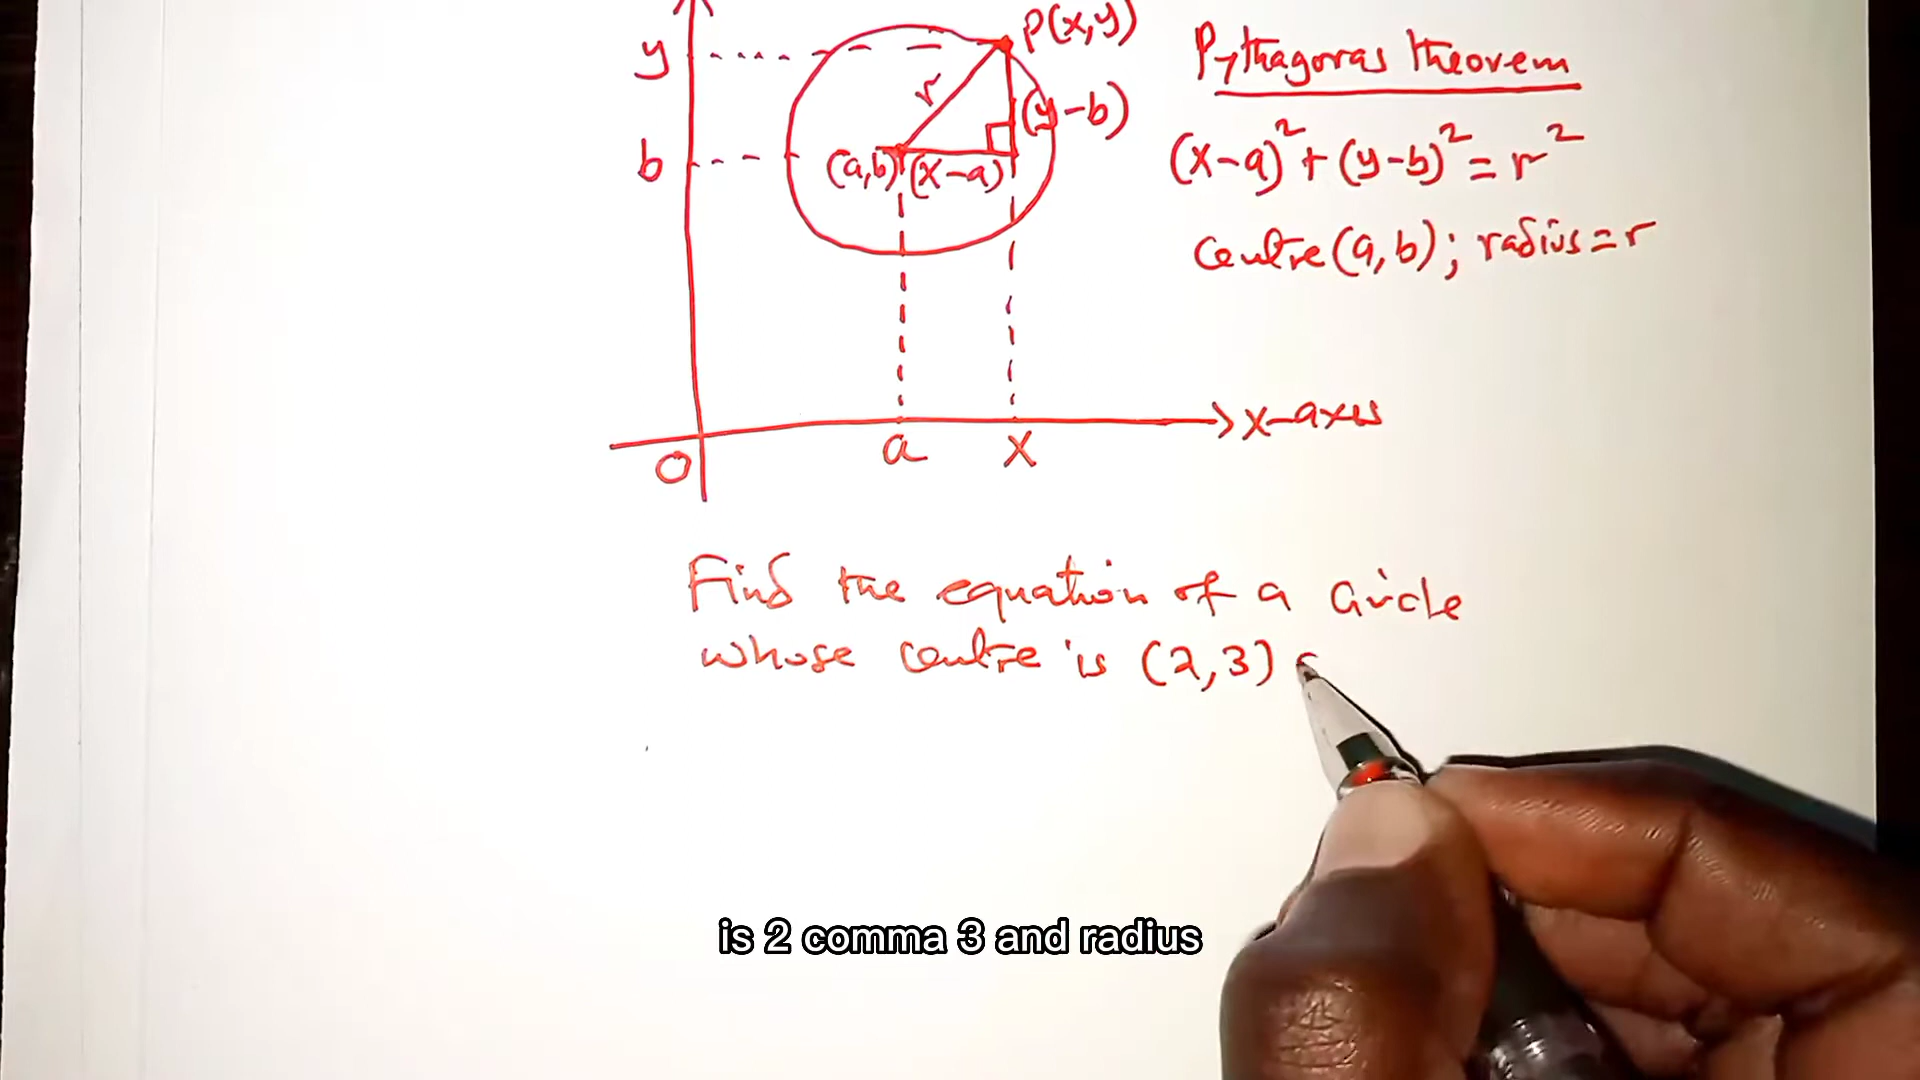 P(x,y)
y
r
(y-b)
b
(a,b) (x-a)
Pythagoras theorem
(x-a)² + (y-b)² = r²
Centre (a,b); radius = r
x-axis
O
a
x
Find the equation of a circle
whose centre is (2,3)
is 2 comma 3 and radius